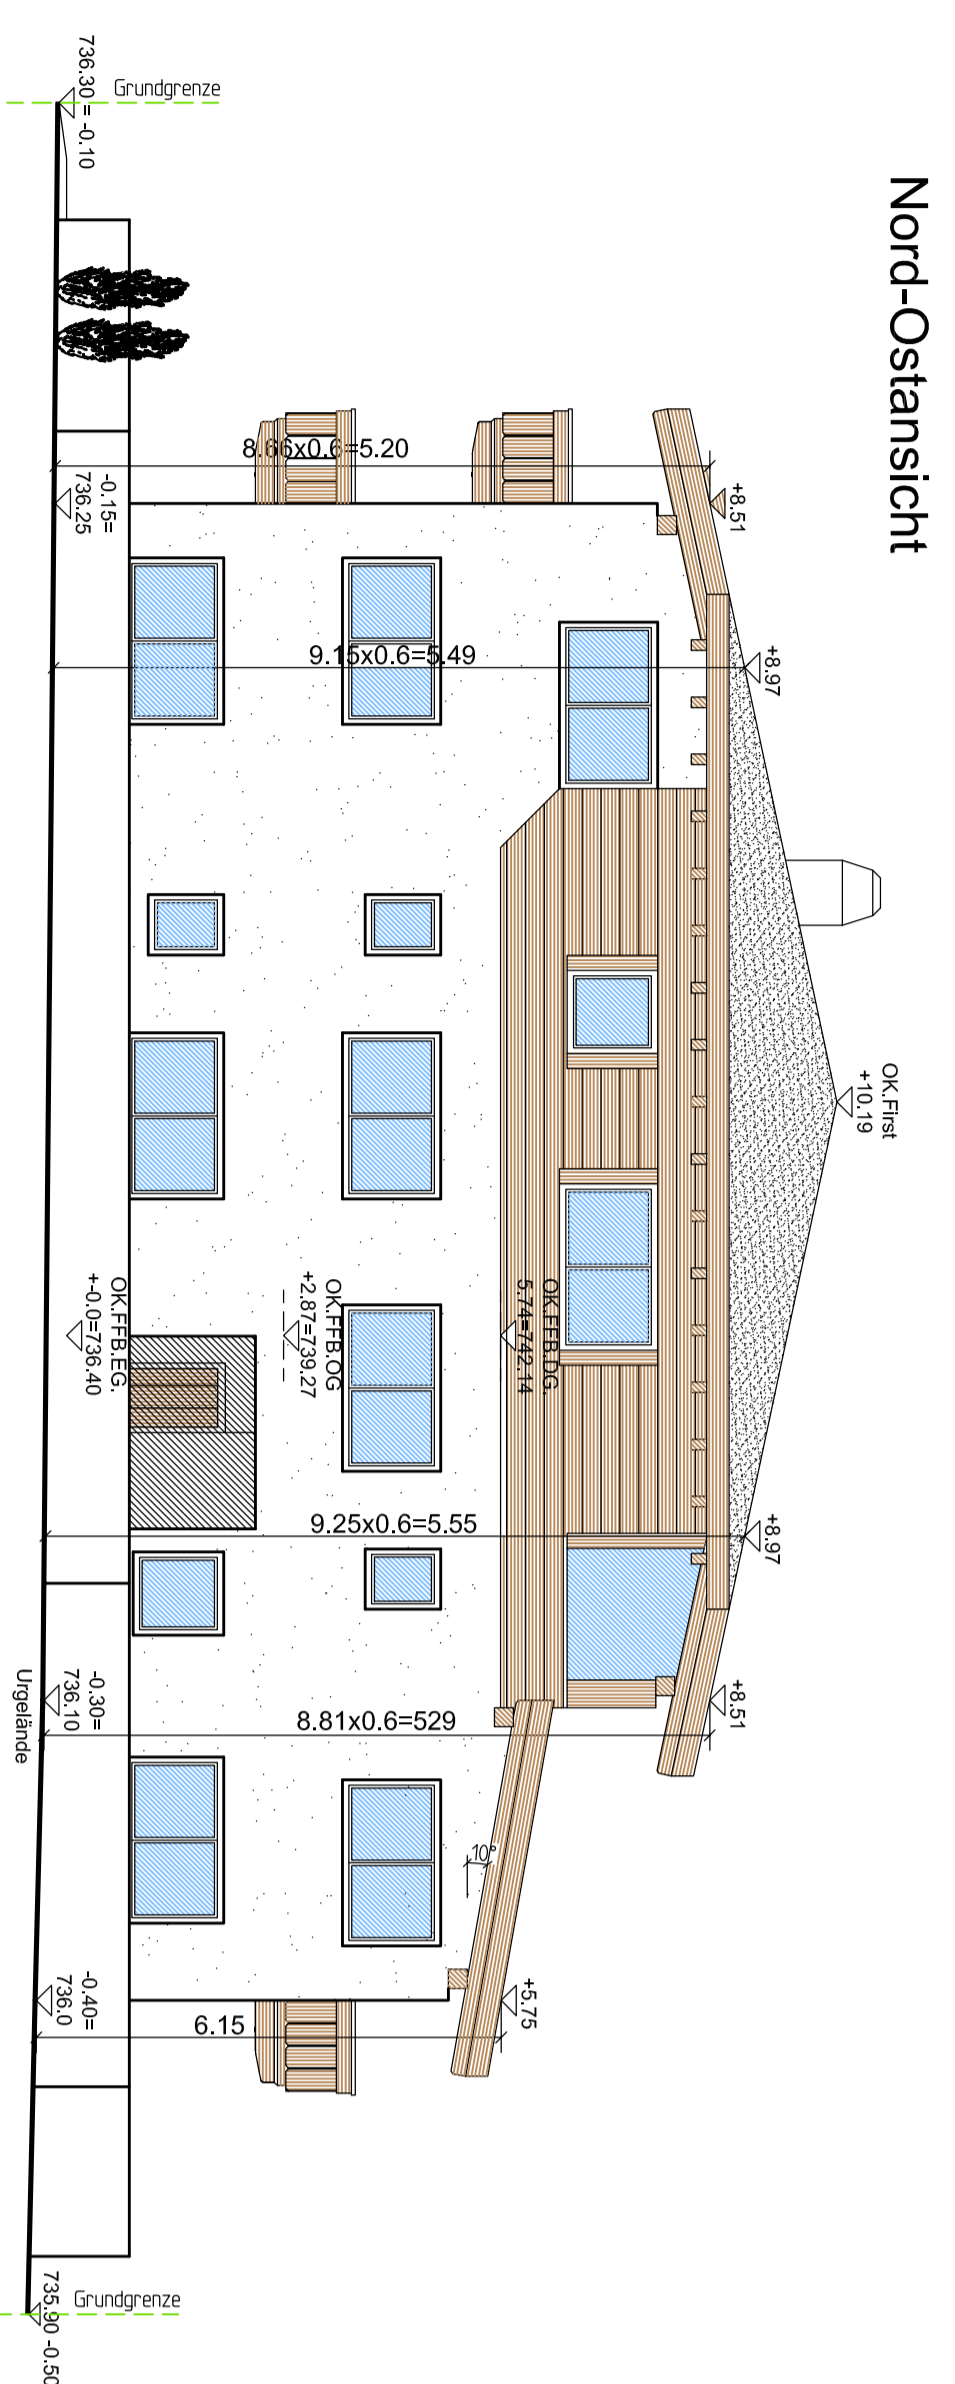 Nord-Ostansicht
OK.First
+10.19
+8.51
+8.97
+8.97
+8.51
+5.75
8.66x0.6=5.20
9.15x0.6=5.49
9.25x0.6=5.55
8.81x0.6=529
6.15
10°
OK.FFB.DG.
5.74=742.14
OK.FFB.OG
+2.87=739.27
OK.FFB.EG.
+-0.0=736.40
Grundgrenze
736.30 = -0.10
-0.15=
736.25
-0.30=
736.10
Urgelände
-0.40=
736.0
Grundgrenze
735.90 -0.50